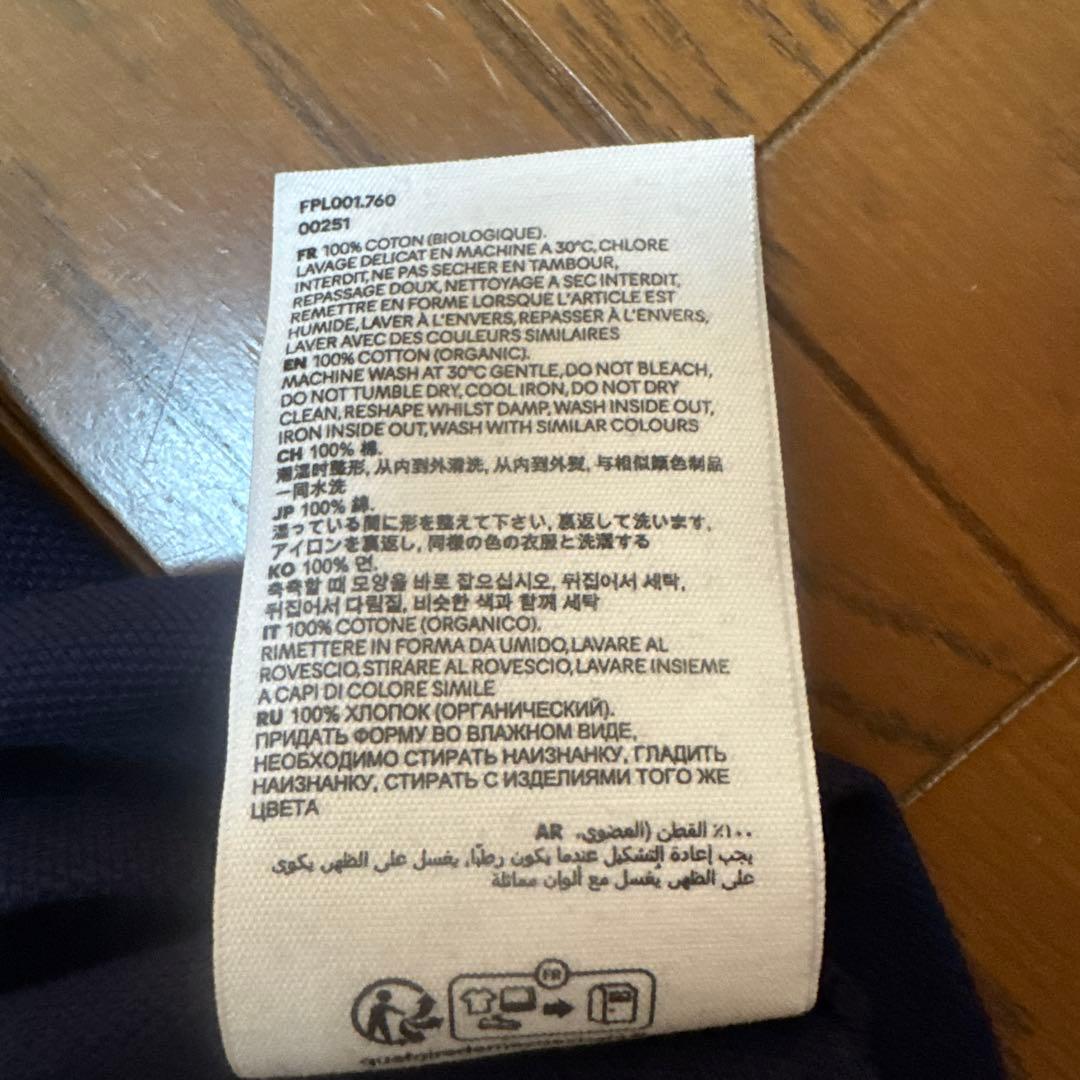 FPL001.760
00251
FR 100% COTON (BIOLOGIQUE).
LAVAGE DELICAT EN MACHINE A 30°C, CHLORE
INTERDIT, NE PAS SECHER EN TAMBOUR,
REPASSAGE DOUX, NETTOYAGE A SEC INTERDIT,
REMETTRE EN FORME LORSQUE L'ARTICLE EST
HUMIDE, LAVER À L'ENVERS, REPASSER À L'ENVERS,
LAVER AVEC DES COULEURS SIMILAIRES
EN 100% COTTON (ORGANIC).
MACHINE WASH AT 30°C GENTLE, DO NOT BLEACH,
DO NOT TUMBLE DRY, COOL IRON, DO NOT DRY
CLEAN, RESHAPE WHILST DAMP, WASH INSIDE OUT,
IRON INSIDE OUT, WASH WITH SIMILAR COLOURS
CH 100% 棉.
潮湿时整形, 从内到外清洗, 从内到外熨, 与相似颜色制品
一同水洗
JP 100% 綿.
湿っている間に形を整えて下さい, 裏返して洗います,
アイロンを裏返し, 同様の色の衣服と洗濯する
KO 100% 면.
축축할 때 모양을 바로 잡으십시오, 뒤집어서 세탁,
뒤집어서 다림질, 비슷한 색과 함께 세탁
IT 100% COTONE (ORGANICO).
RIMETTERE IN FORMA DA UMIDO, LAVARE AL
ROVESCIO, STIRARE AL ROVESCIO, LAVARE INSIEME
A CAPI DI COLORE SIMILE
RU 100% ХЛОПОК (ОРГАНИЧЕСКИЙ).
ПРИДАТЬ ФОРМУ ВО ВЛАЖНОМ ВИДЕ,
НЕОБХОДИМО СТИРАТЬ НАИЗНАНКУ, ГЛАДИТЬ
НАИЗНАНКУ, СТИРАТЬ С ИЗДЕЛИЯМИ ТОГО ЖЕ
ЦВЕТА
١٠٠٪ القطن (العضوي. AR
يجب إعادة التشكيل عندما يكون رطبًا, يغسل على الظهر, يكوى
على الظهر, يُغسل مع ألوان مماثلة
FR